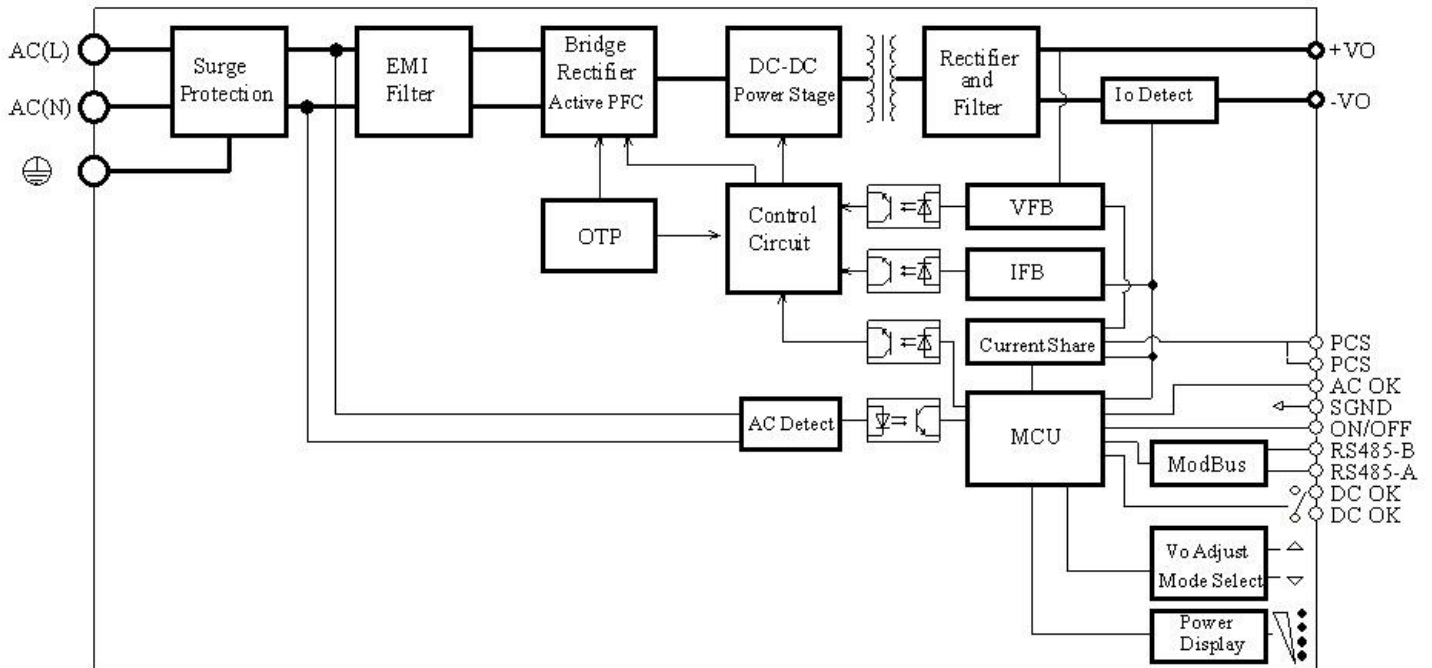 AC(L)
AC(N)
Surge
Protection
EMI
Filter
Bridge
Rectifier
Active PFC
DC-DC
Power Stage
Rectifier
and
Filter
Io Detect
+VO
-VO
OTP
Control
Circuit
VFB
IFB
Current Share
AC Detect
MCU
ModBus
PCS
PCS
AC OK
SGND
ON/OFF
RS485-B
RS485-A
DC OK
DC OK
Vo Adjust
Mode Select
Power
Display